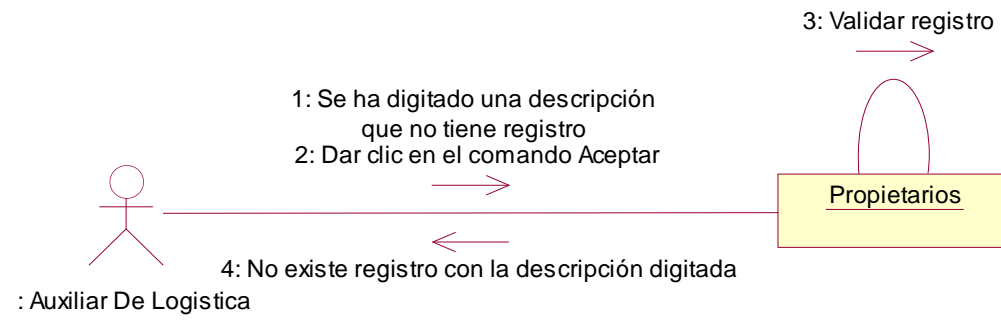 3: Validar registro
1: Se ha digitado una descripción
que no tiene registro
2: Dar clic en el comando Aceptar
Propietarios
4: No existe registro con la descripción digitada
: Auxiliar De Logistica